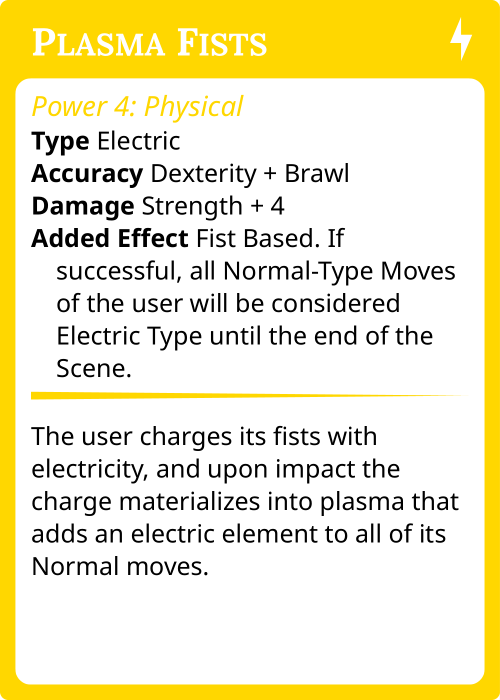 Plasma Fists
Power 4: Physical
Type Electric
Accuracy Dexterity + Brawl
Damage Strength + 4
Added Effect Fist Based. If
successful, all Normal-Type Moves
of the user will be considered
Electric Type until the end of the
Scene.
The user charges its fists with
electricity, and upon impact the
charge materializes into plasma that
adds an electric element to all of its
Normal moves.